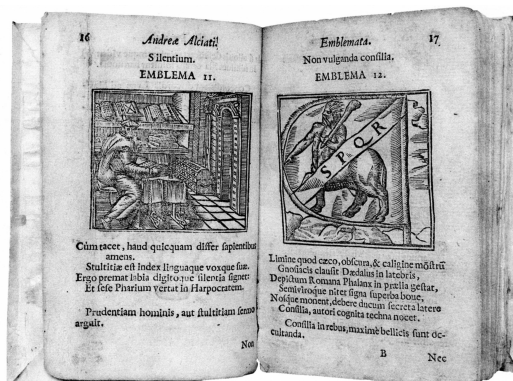 16 Andreæ Alciati
Silentium.
EMBLEMA 11.
Cùm tacet, haud quicquam differ sapientibus
amens.
Stultitiæ est index linguaque voxque suæ.
Ergo premat labia digitoque silentia signet:
Et sese Pharium vertat in Harpocratem.
Prudentiam hominis, aut stultitiam sermo
arguit.
Non
Emblemata. 17
Non vulganda consilia.
EMBLEMA 12.
SPQR
Limine quod cæco, obscura, & caligine mõstrũ
Gnosiacis clausit Dædalus in latebris,
Depictum Romana Phalanx in prælia gestat,
Semiviroque nitet signa superba bove,
Nosque monent, debere ducum secreta latere
Consilia, autori cognita techna nocet.
Consilia in rebus, maximè bellicis sunt oc-
cultanda.
B Nec